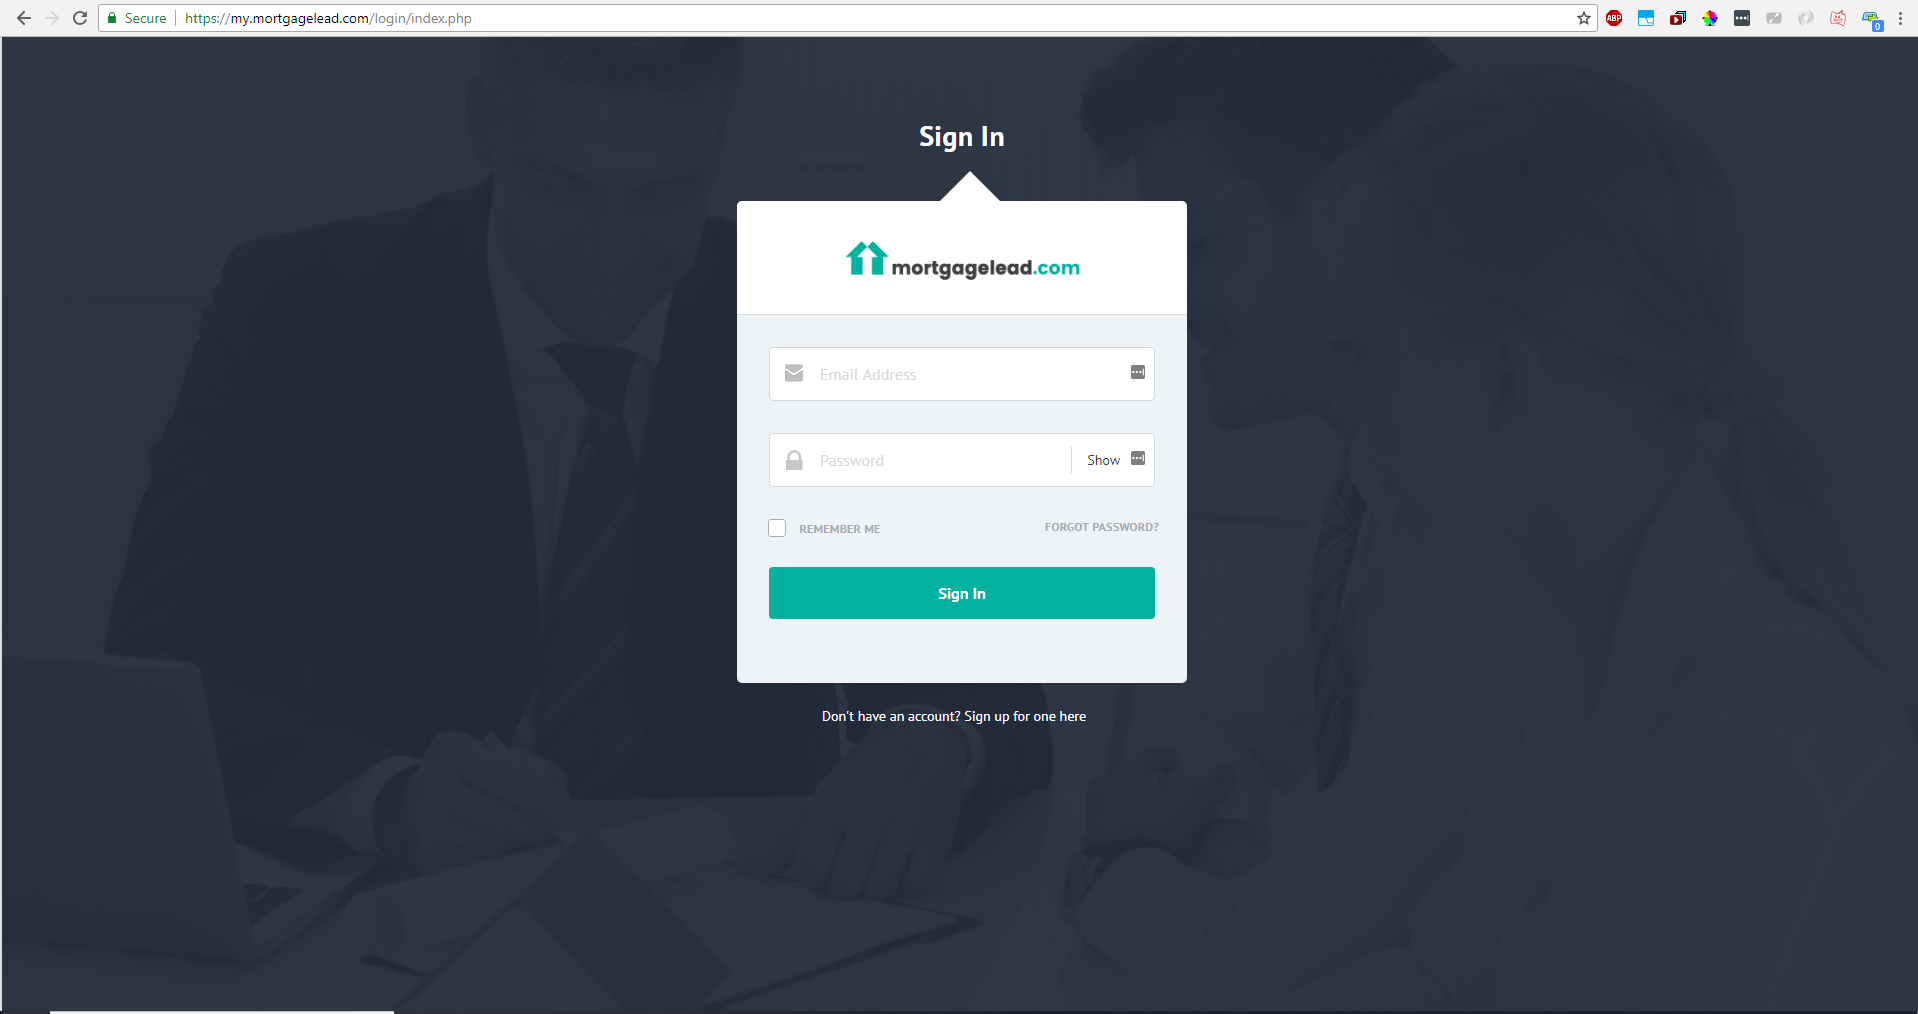 Secure https://my.mortgagelead.com/login/index.php
ABP
0
Sign In
mortgagelead.com
Email Address
Password Show
REMEMBER ME FORGOT PASSWORD?
Sign In
Don't have an account? Sign up for one here